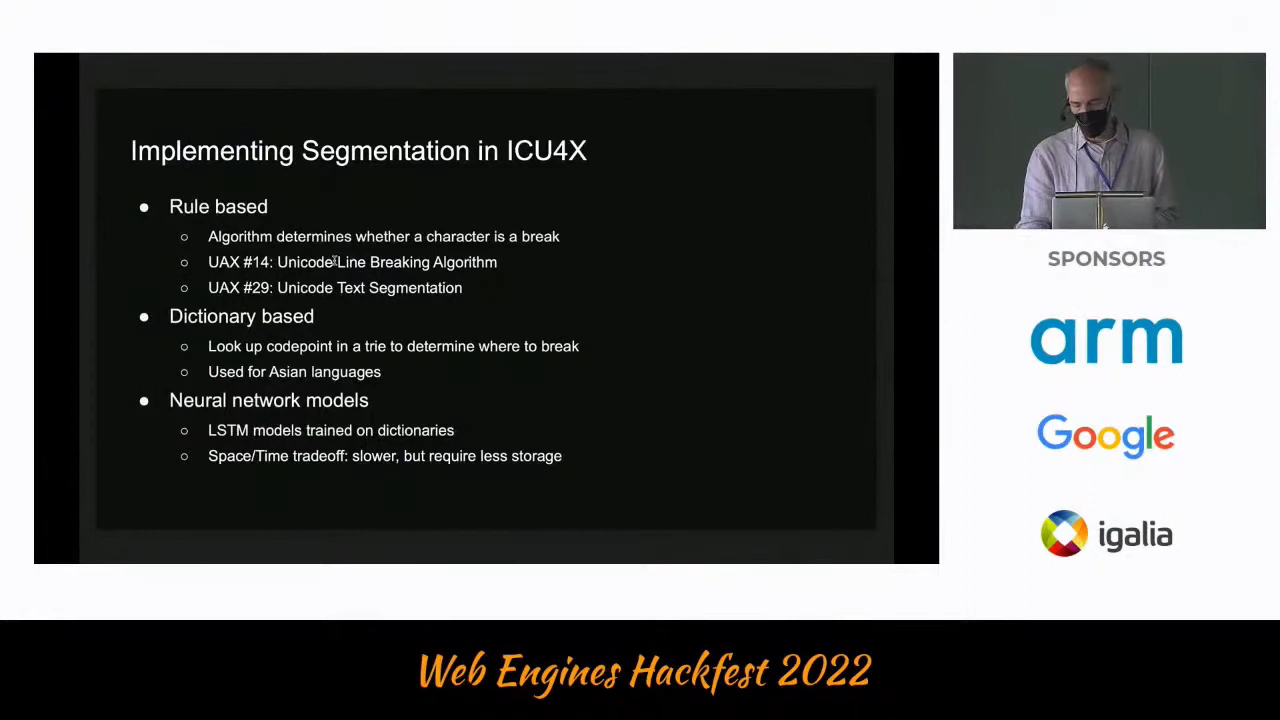 Implementing Segmentation in ICU4X
● Rule based
○ Algorithm determines whether a character is a break
○ UAX #14: Unicode Line Breaking Algorithm
○ UAX #29: Unicode Text Segmentation
● Dictionary based
○ Look up codepoint in a trie to determine where to break
○ Used for Asian languages
● Neural network models
○ LSTM models trained on dictionaries
○ Space/Time tradeoff: slower, but require less storage
SPONSORS
arm
Google
igalia
Web Engines Hackfest 2022